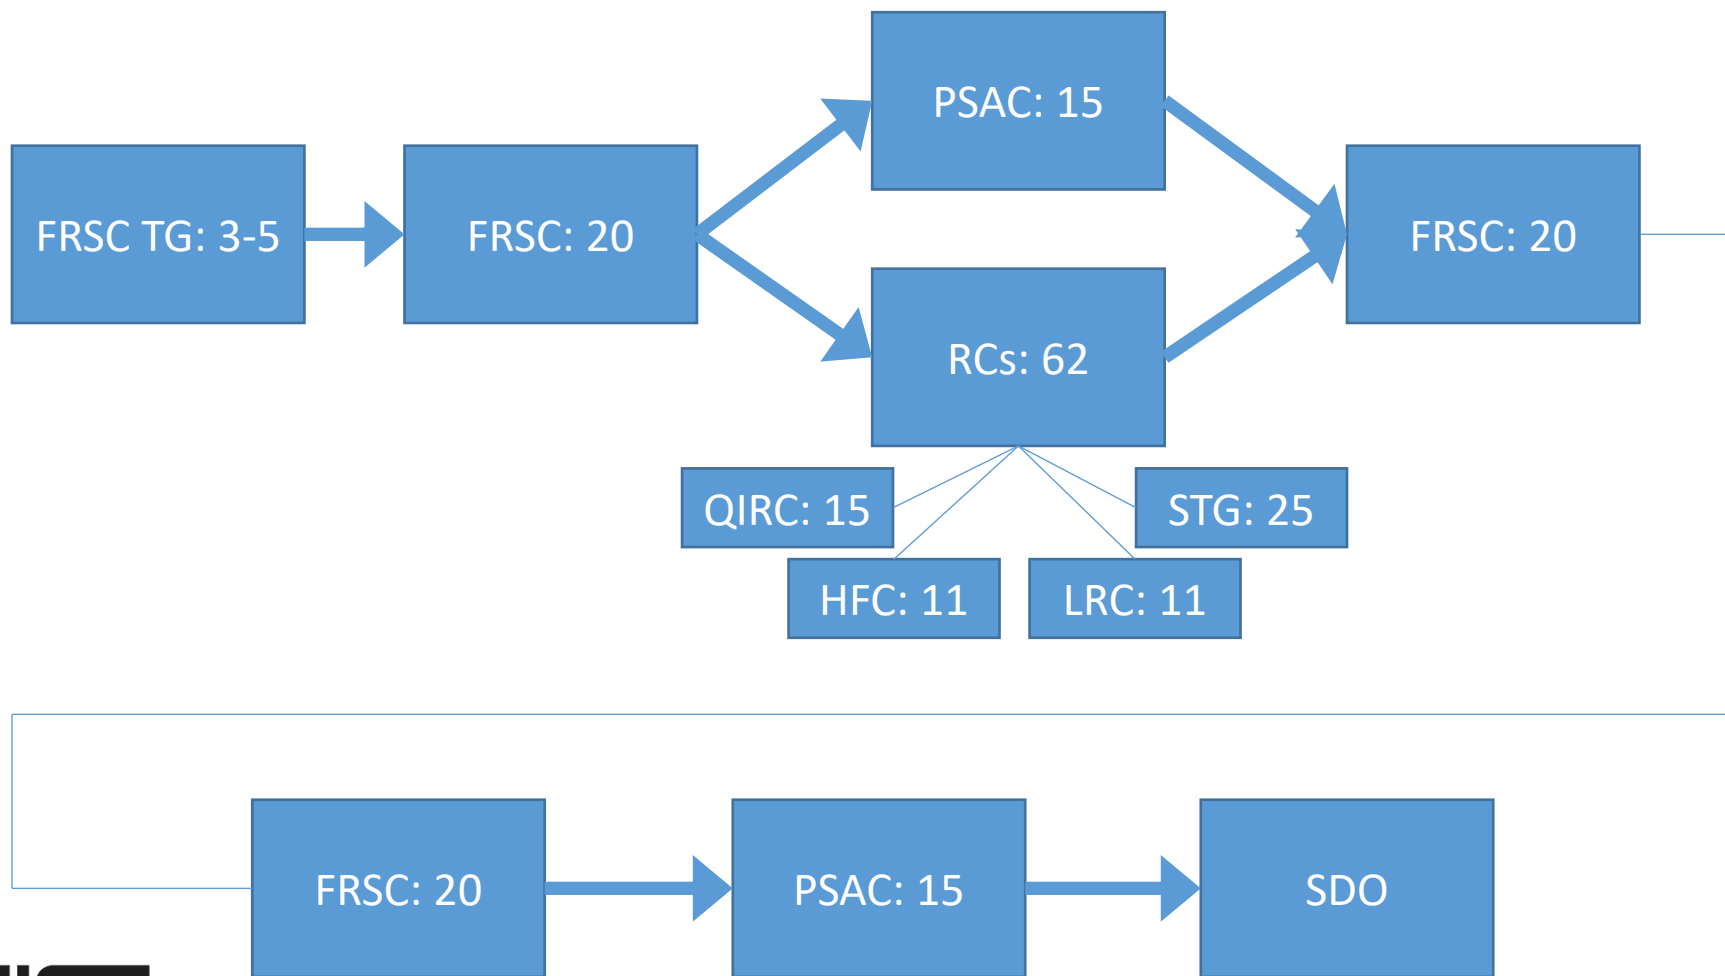 FRSC TG: 3-5
FRSC: 20
PSAC: 15
RCs: 62
QIRC: 15
HFC: 11
LRC: 11
STG: 25
FRSC: 20
FRSC: 20
PSAC: 15
SDO